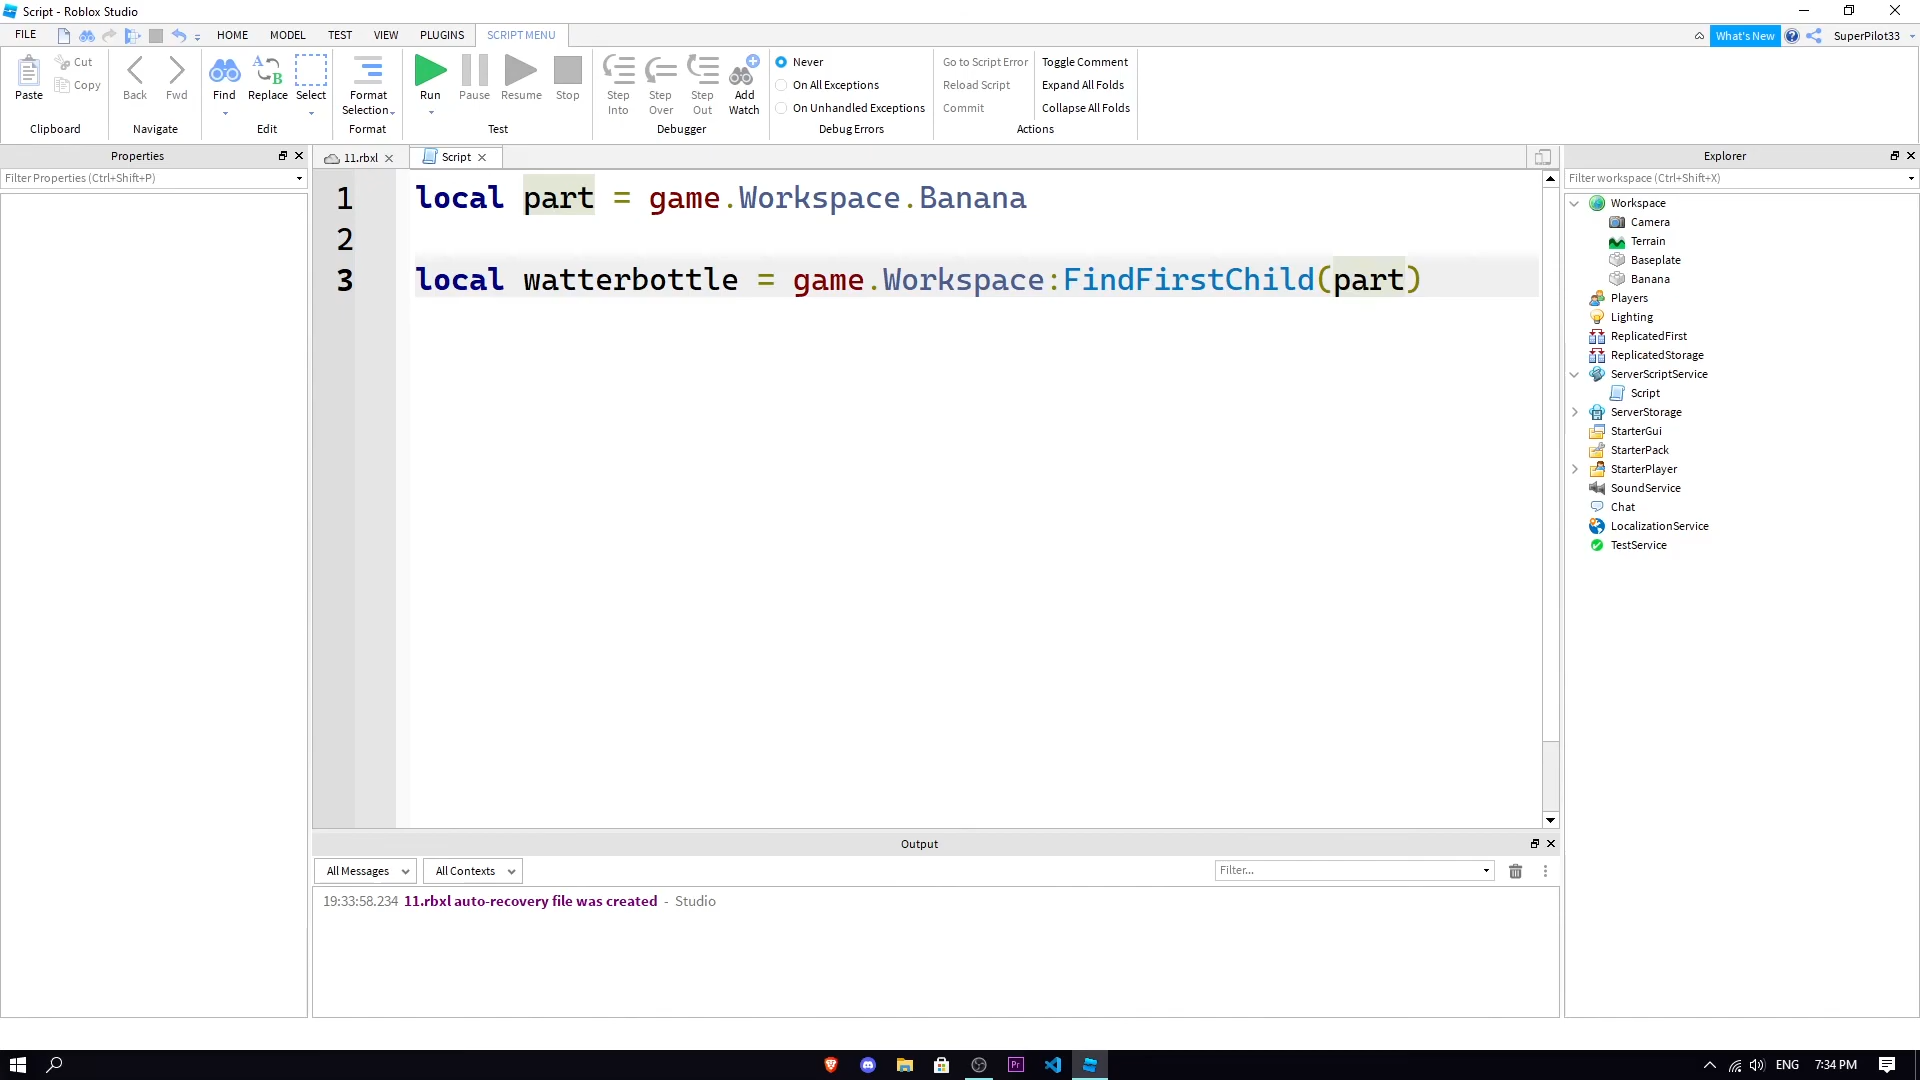 Script - Roblox Studio
FILE HOME MODEL TEST VIEW PLUGINS SCRIPT MENU What's New SuperPilot33
Paste Cut Copy
Clipboard
Back Fwd
Navigate
Find Replace Select
Edit
Format Selection
Format
Run Pause Resume Stop
Test
Step Into Step Over Step Out Add Watch
Debugger
Never
On All Exceptions
On Unhandled Exceptions
Debug Errors
Go to Script Error Toggle Comment
Reload Script Expand All Folds
Commit Collapse All Folds
Actions
Properties
Filter Properties (Ctrl+Shift+P)
11.rbxl Script
1 local part = game.Workspace.Banana
2
3 local watterbottle = game.Workspace:FindFirstChild(part)
Output
All Messages All Contexts Filter...
19:33:58.234 11.rbxl auto-recovery file was created - Studio
Explorer
Filter workspace (Ctrl+Shift+X)
Workspace
Camera
Terrain
Baseplate
Banana
Players
Lighting
ReplicatedFirst
ReplicatedStorage
ServerScriptService
Script
ServerStorage
StarterGui
StarterPack
StarterPlayer
SoundService
Chat
LocalizationService
TestService
Pr
ENG 7:34 PM